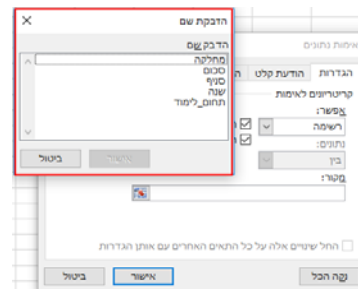 הדבקת שם
הדבק שם
מחלקה
סכום
סניף
שנה
תחום_לימוד
אישור
ביטול
אימות נתונים
הגדרות
הודעת קלט
קריטריונים לאימות
אפשר:
רשימה
נתונים:
בין
מקור:
החל שינויים אלה על כל התאים האחרים עם אותן הגדרות
נקה הכל
אישור
ביטול